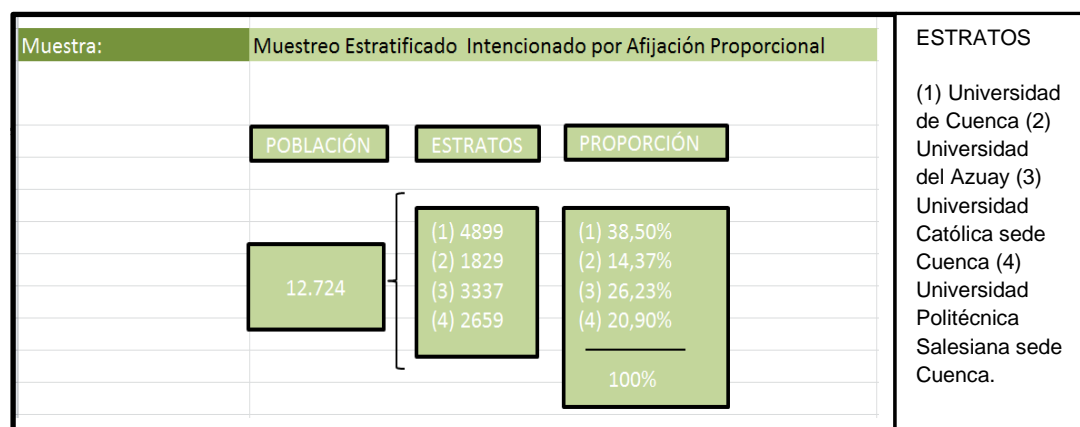 Muestra: Muestreo Estratificado Intencionado por Afijación Proporcional
POBLACIÓN ESTRATOS PROPORCIÓN
12.724
(1) 4899
(2) 1829
(3) 3337
(4) 2659
(1) 38,50%
(2) 14,37%
(3) 26,23%
(4) 20,90%
100%
ESTRATOS
(1) Universidad
de Cuenca (2)
Universidad
del Azuay (3)
Universidad
Católica sede
Cuenca (4)
Universidad
Politécnica
Salesiana sede
Cuenca.